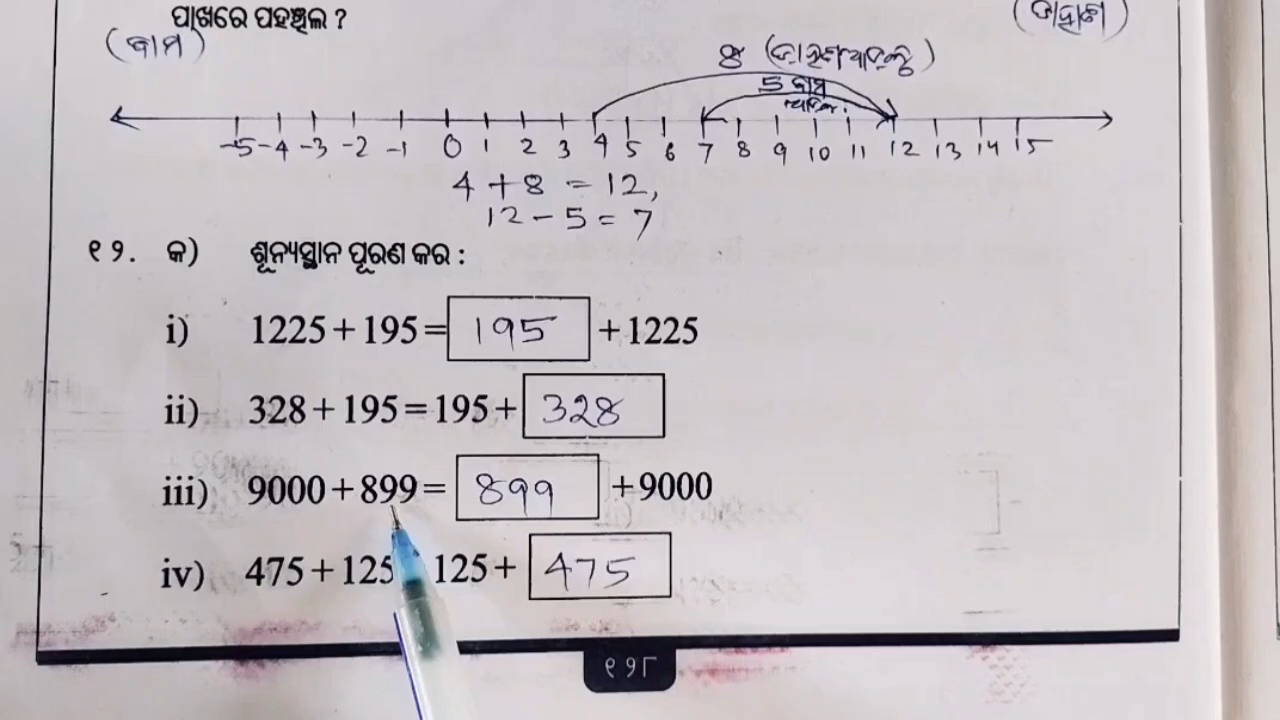 ପାଖରେ ପହଞ୍ଚିଲ ?
(ବାମ)
(ଡାହାଣ)
8
5 ବାମ
-5 -4 -3 -2 -1 0 1 2 3 4 5 6 7 8 9 10 11 12 13 14 15
4 + 8 = 12,
12 - 5 = 7
୧୨. କ) ଶୂନ୍ୟସ୍ଥାନ ପୂରଣ କର :
i) 1225 + 195 = 195 + 1225
ii) 328 + 195 = 195 + 328
iii) 9000 + 899 = 899 + 9000
iv) 475 + 125 125 + 475
୧୨୮